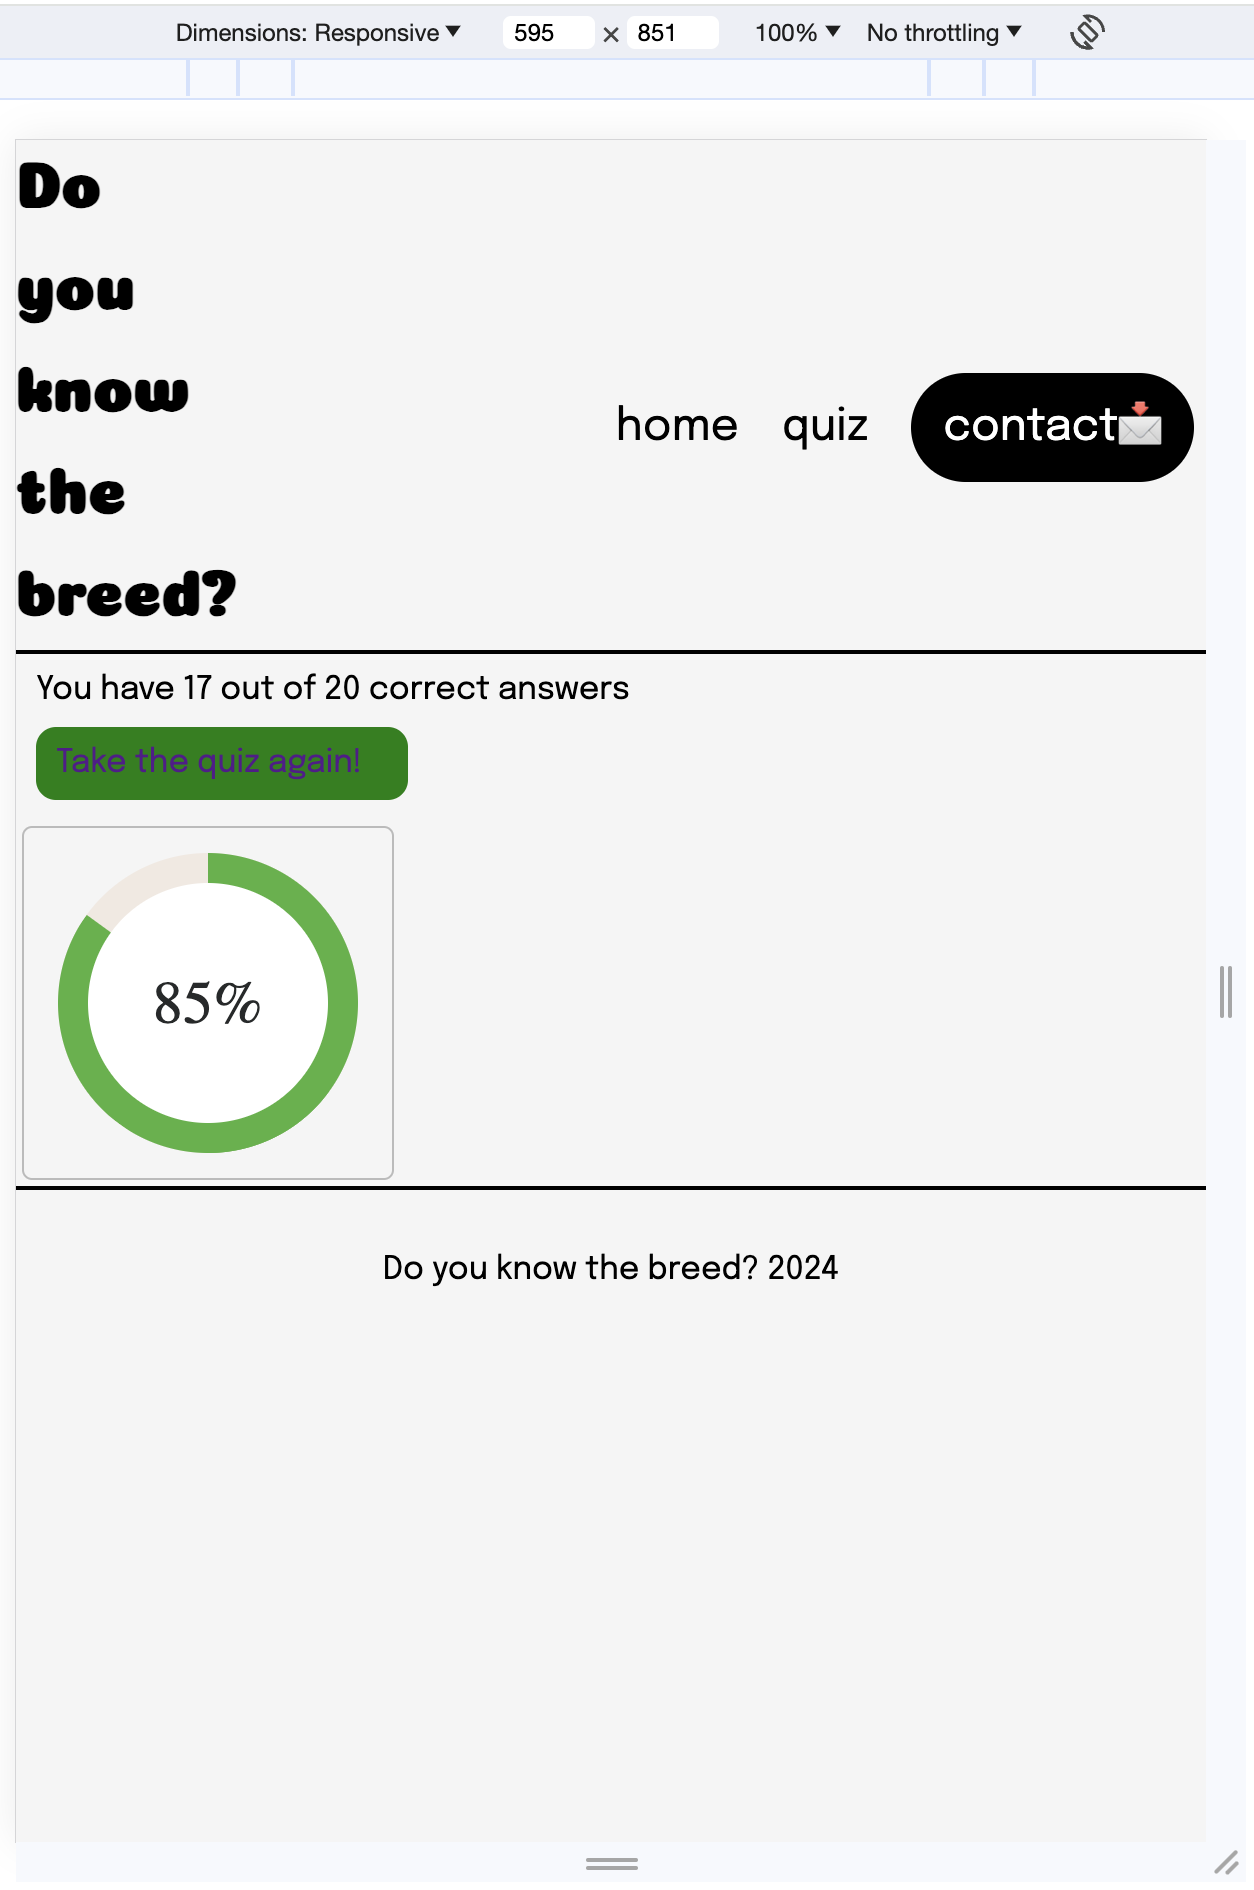 Dimensions: Responsive ▼ 595 × 851 100% ▼ No throttling ▼
Do
you
know
the
breed?
home quiz contact📩
You have 17 out of 20 correct answers
Take the quiz again!
85%
Do you know the breed? 2024